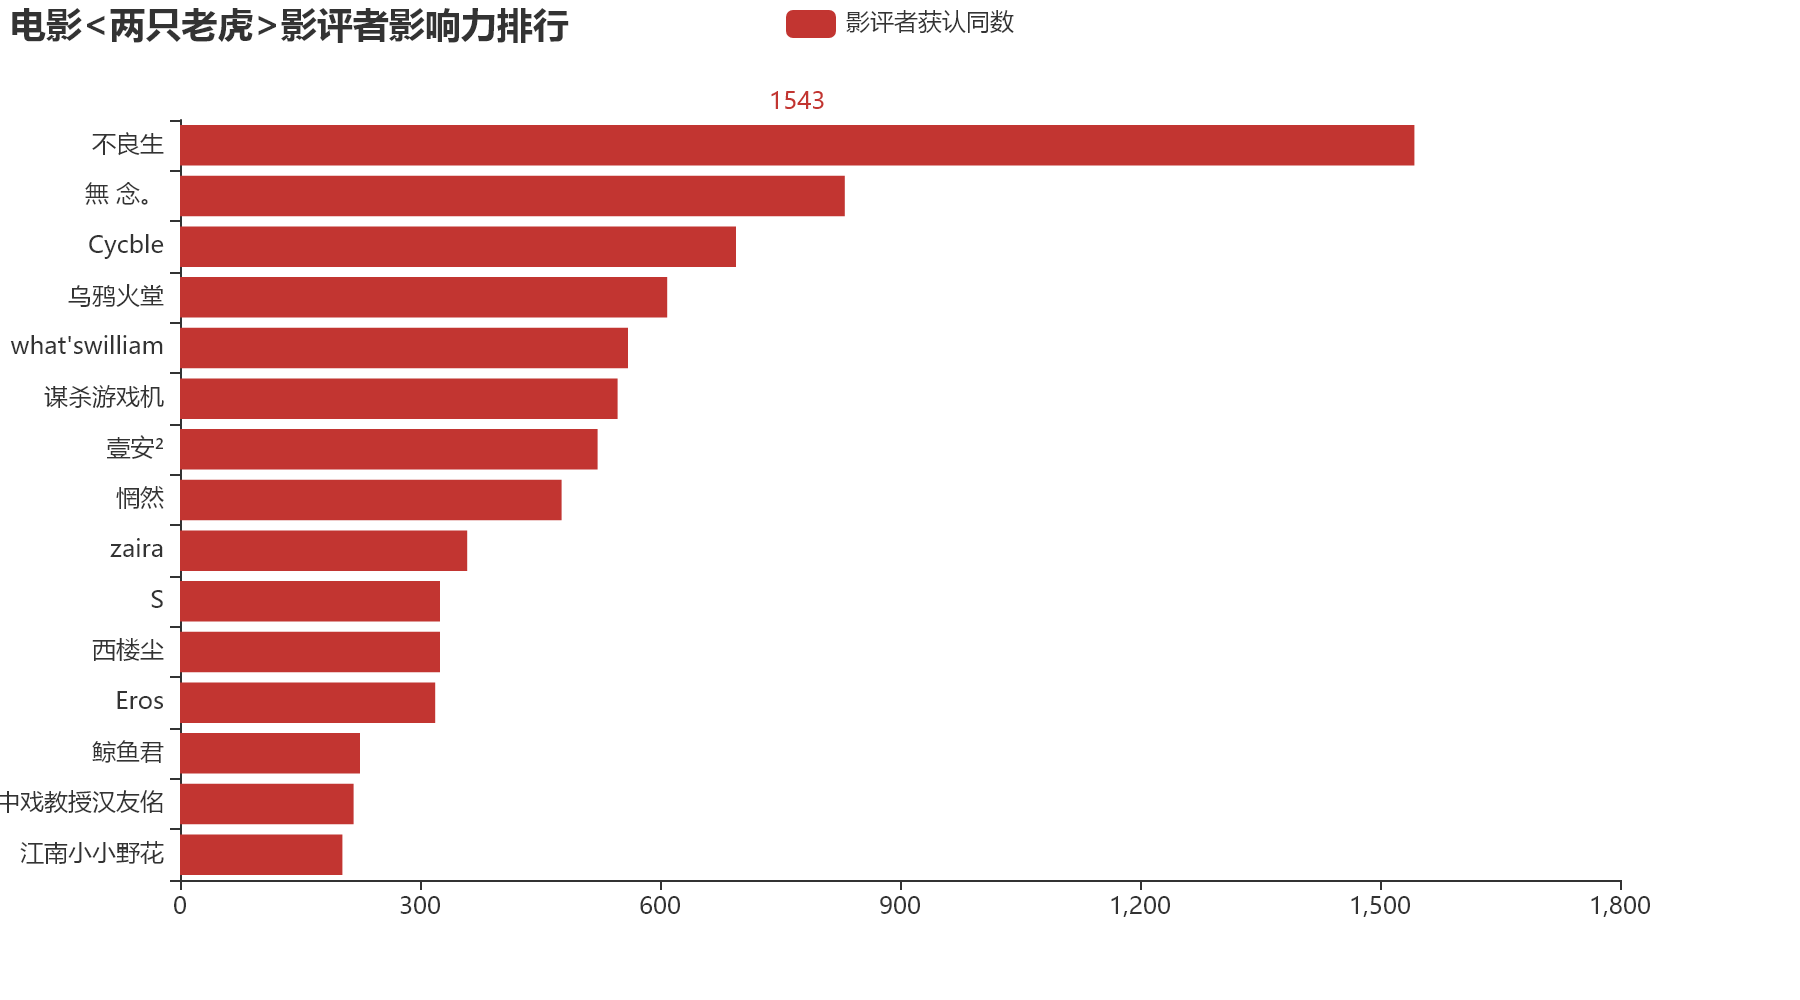 电影<两只老虎>影评者影响力排行
影评者获认同数
1543
不良生
無 念。
Cycble
乌鸦火堂
what'swilliam
谋杀游戏机
壹安²
惘然
zaira
S
西楼尘
Eros
鲸鱼君
中戏教授汉友佲
江南小小野花
0 300 600 900 1,200 1,500 1,800